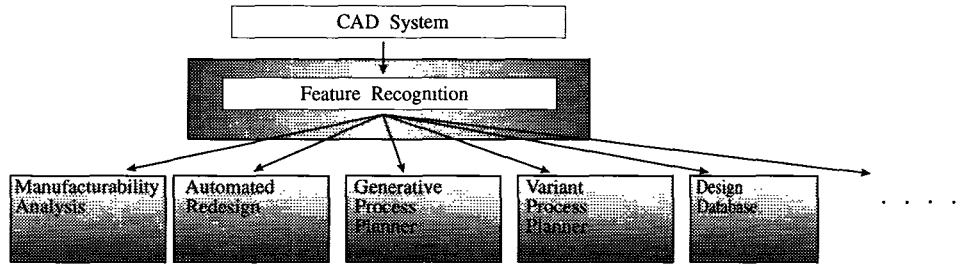 CAD System
Feature Recognition
Manufacturability
Analysis
Automated
Redesign
Generative
Process
Planner
Variant
Process
Planner
Design
Database
. . . .